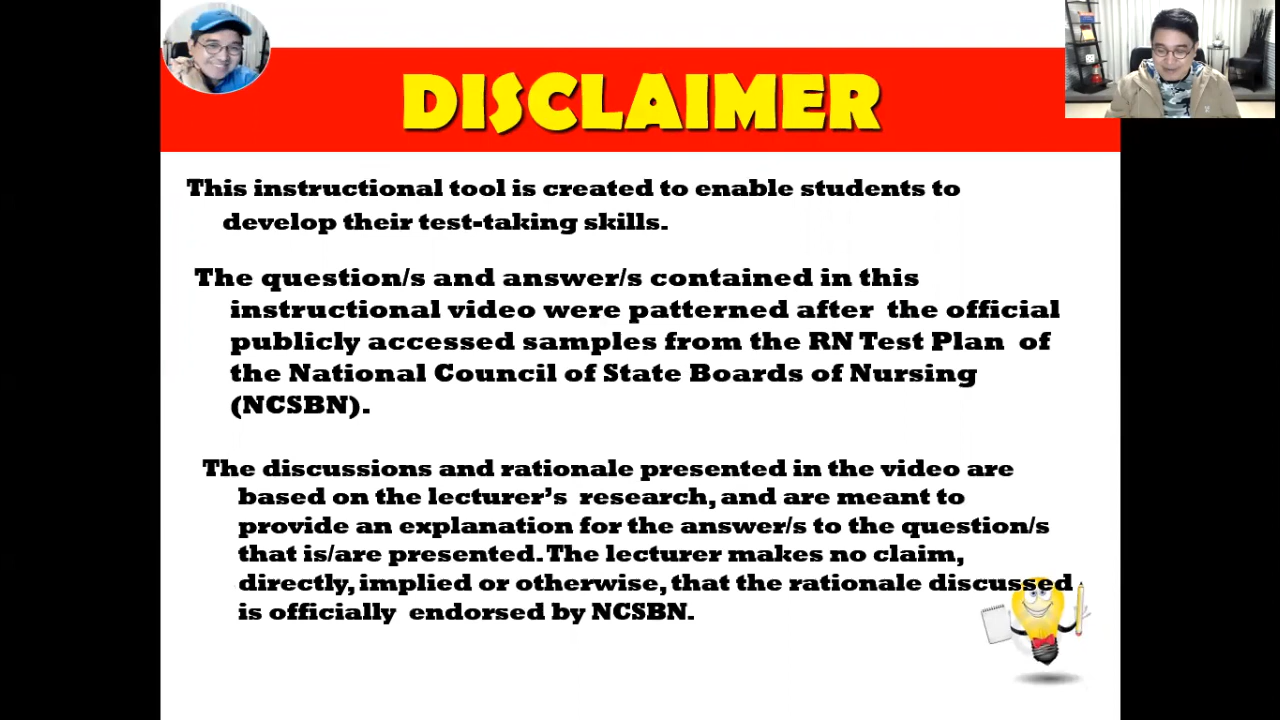 DISCLAIMER
This instructional tool is created to enable students to
develop their test-taking skills.
The question/s and answer/s contained in this
instructional video were patterned after the official
publicly accessed samples from the RN Test Plan of
the National Council of State Boards of Nursing
(NCSBN).
The discussions and rationale presented in the video are
based on the lecturer's research, and are meant to
provide an explanation for the answer/s to the question/s
that is/are presented. The lecturer makes no claim,
directly, implied or otherwise, that the rationale discussed
is officially endorsed by NCSBN.